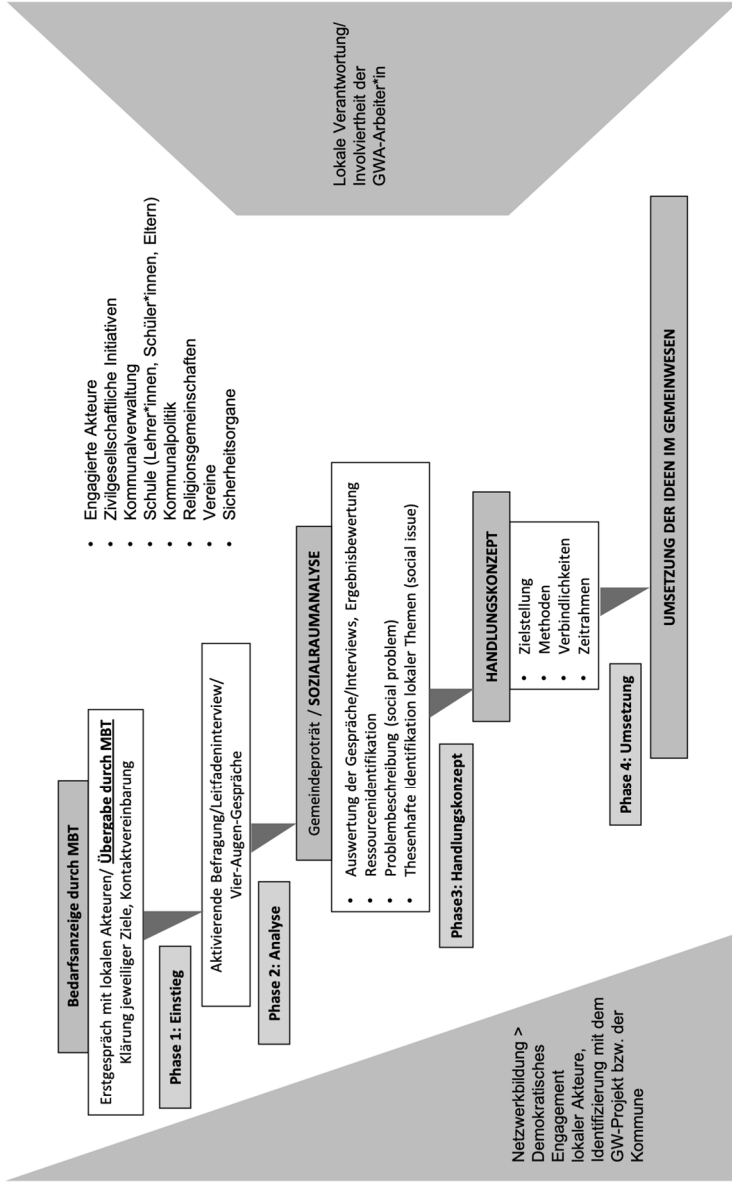 Bedarfsanzeige durch MBT
Erstgespräch mit lokalen Akteuren/ Übergabe durch MBT
Klärung jeweiliger Ziele, Kontaktvereinbarung
Phase 1: Einstieg
Aktivierende Befragung/Leitfadeninterview/
Vier-Augen-Gespräche
• Engagierte Akteure
• Zivilgesellschaftliche Initiativen
• Kommunalverwaltung
• Schule (Lehrer*innen, Schüler*innen, Eltern)
• Kommunalpolitik
• Religionsgemeinschaften
• Vereine
• Sicherheitsorgane
Phase 2: Analyse
Gemeindeproträt / SOZIALRAUMANALYSE
• Auswertung der Gespräche/Interviews, Ergebnisbewertung
• Ressourcenidentifikation
• Problembeschreibung (social problem)
• Thesenhafte Identifikation lokaler Themen (social issue)
Phase3: Handlungskonzept
HANDLUNGSKONZEPT
• Zielstellung
• Methoden
• Verbindlichkeiten
• Zeitrahmen
Phase 4: Umsetzung
UMSETZUNG DER IDEEN IM GEMEINWESEN
Netzwerkbildung >
Demokratisches
Engagement
lokaler Akteure,
Identifizierung mit dem
GW-Projekt bzw. der
Kommune
Lokale Verantwortung/
Involviertheit der
GWA-Arbeiter*in